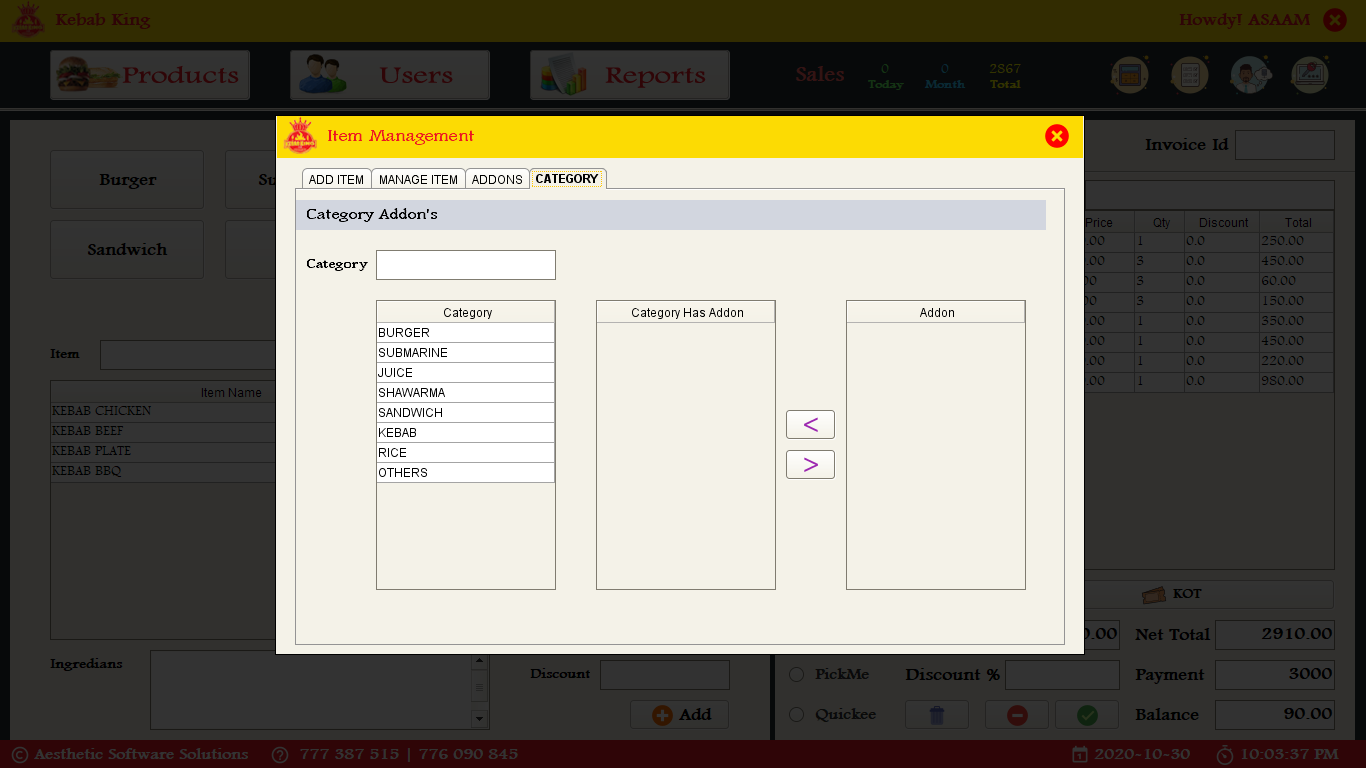 Kebab King
Howdy! ASAAM
Products
Users
Reports
Sales
0
Today
0
Month
2867
Total
Item Management
Invoice Id
ADD ITEM
MANAGE ITEM
ADDONS
CATEGORY
Burger
Su
Sandwich
Category Addon's
Category
Category
BURGER
SUBMARINE
JUICE
SHAWARMA
SANDWICH
KEBAB
RICE
OTHERS
Category Has Addon
<
>
Addon
Price Qty Discount Total
.00 1 0.0 250.00
.00 3 0.0 450.00
00 3 0.0 60.00
00 3 0.0 150.00
.00 1 0.0 350.00
.00 1 0.0 450.00
.00 1 0.0 220.00
.00 1 0.0 980.00
Item
Item Name
KEBAB CHICKEN
KEBAB BEEF
KEBAB PLATE
KEBAB BBQ
KOT
0.00 Net Total 2910.00
Ingredians
Discount
Add
PickMe
Discount %
Payment 3000
Quickee
Balance 90.00
Aesthetic Software Solutions
777 387 515 | 776 090 845
2020-10-30
10:03:37 PM